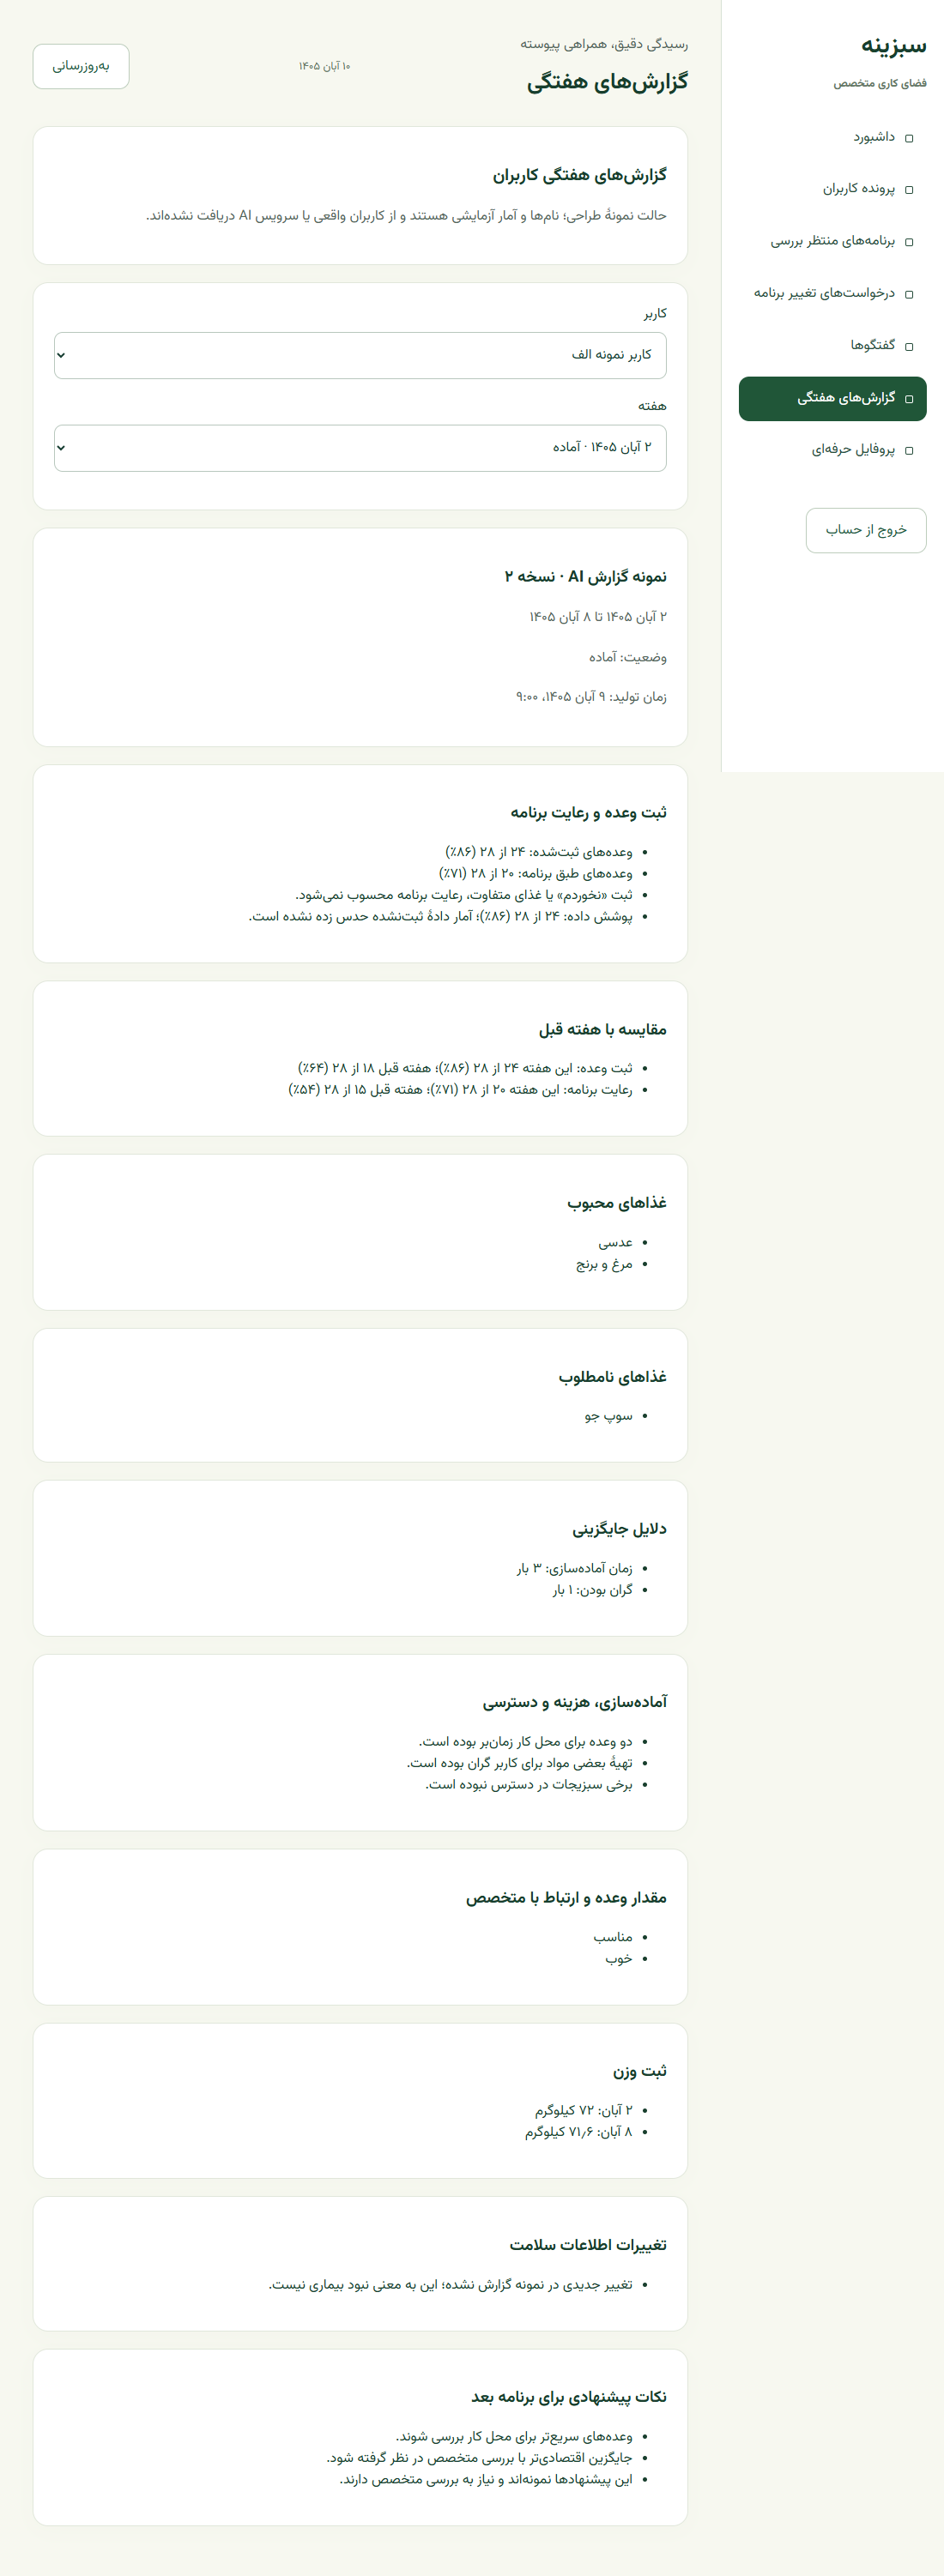 سبزینه
فضای کاری متخصص
داشبورد
پرونده کاربران
برنامه‌های منتظر بررسی
درخواست‌های تغییر برنامه
گفتگوها
گزارش‌های هفتگی
پروفایل حرفه‌ای
خروج از حساب
رسیدگی دقیق، همراهی پیوسته
گزارش‌های هفتگی
۱۰ آبان ۱۴۰۵
به‌روزرسانی
گزارش‌های هفتگی کاربران
حالت نمونهٔ طراحی؛ نام‌ها و آمار آزمایشی هستند و از کاربران واقعی یا سرویس AI دریافت نشده‌اند.
کاربر
کاربر نمونه الف
هفته
۲ آبان ۱۴۰۵ · آماده
نمونه گزارش AI · نسخه ۲
۲ آبان ۱۴۰۵ تا ۸ آبان ۱۴۰۵
وضعیت: آماده
زمان تولید: ۹ آبان ۱۴۰۵، ۹:۰۰
ثبت وعده و رعایت برنامه
• وعده‌های ثبت‌شده: ۲۴ از ۲۸ (۸۶٪)
• وعده‌های طبق برنامه: ۲۰ از ۲۸ (۷۱٪)
• ثبت «نخوردم» یا غذای متفاوت، رعایت برنامه محسوب نمی‌شود.
• پوشش داده: ۲۴ از ۲۸ (۸۶٪)؛ آمار دادهٔ ثبت‌نشده حدس زده نشده است.
مقایسه با هفته قبل
• ثبت وعده: این هفته ۲۴ از ۲۸ (۸۶٪)؛ هفته قبل ۱۸ از ۲۸ (۶۴٪)
• رعایت برنامه: این هفته ۲۰ از ۲۸ (۷۱٪)؛ هفته قبل ۱۵ از ۲۸ (۵۴٪)
غذاهای محبوب
• عدسی
• مرغ و برنج
غذاهای نامطلوب
• سوپ جو
دلایل جایگزینی
• زمان آماده‌سازی: ۳ بار
• گران بودن: ۱ بار
آماده‌سازی، هزینه و دسترسی
• دو وعده برای محل کار زمان‌بر بوده است.
• تهیهٔ بعضی مواد برای کاربر گران بوده است.
• برخی سبزیجات در دسترس نبوده است.
مقدار وعده و ارتباط با متخصص
• مناسب
• خوب
ثبت وزن
• ۲ آبان: ۷۲ کیلوگرم
• ۸ آبان: ۷۱٫۶ کیلوگرم
تغییرات اطلاعات سلامت
• تغییر جدیدی در نمونه گزارش نشده؛ این به معنی نبود بیماری نیست.
نکات پیشنهادی برای برنامه بعد
• وعده‌های سریع‌تر برای محل کار بررسی شوند.
• جایگزین اقتصادی‌تر با بررسی متخصص در نظر گرفته شود.
• این پیشنهادها نمونه‌اند و نیاز به بررسی متخصص دارند.